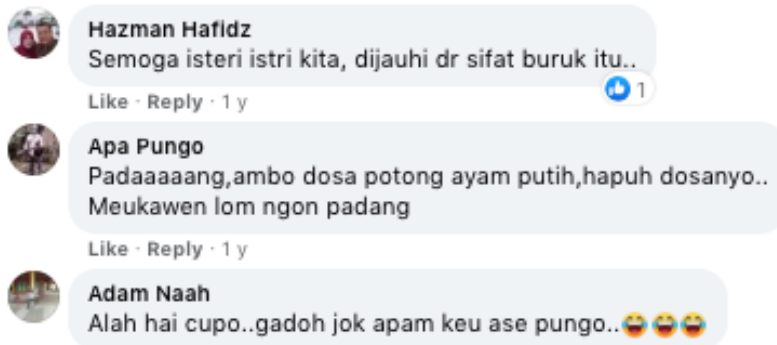 Hazman Hafidz
Semoga isteri istri kita, dijauhi dr sifat buruk itu..
1
Like · Reply · 1 y
Apa Pungo
Padaaaaang,ambo dosa potong ayam putih,hapuh dosanyo..
Meukawen lom ngon padang
Like · Reply · 1 y
Adam Naah
Alah hai cupo..gadoh jok apam keu ase pungo..😂😂😂